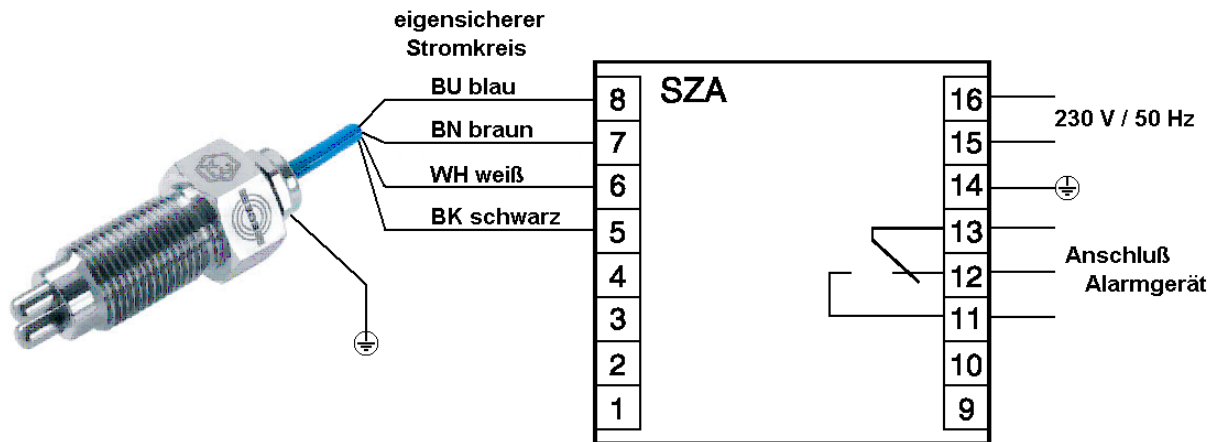 eigensicherer
Stromkreis
BU blau
BN braun
WH weiß
BK schwarz
SZA
8
7
6
5
4
3
2
1
16
15
14
13
12
11
10
9
230 V / 50 Hz
Anschluß
Alarmgerät